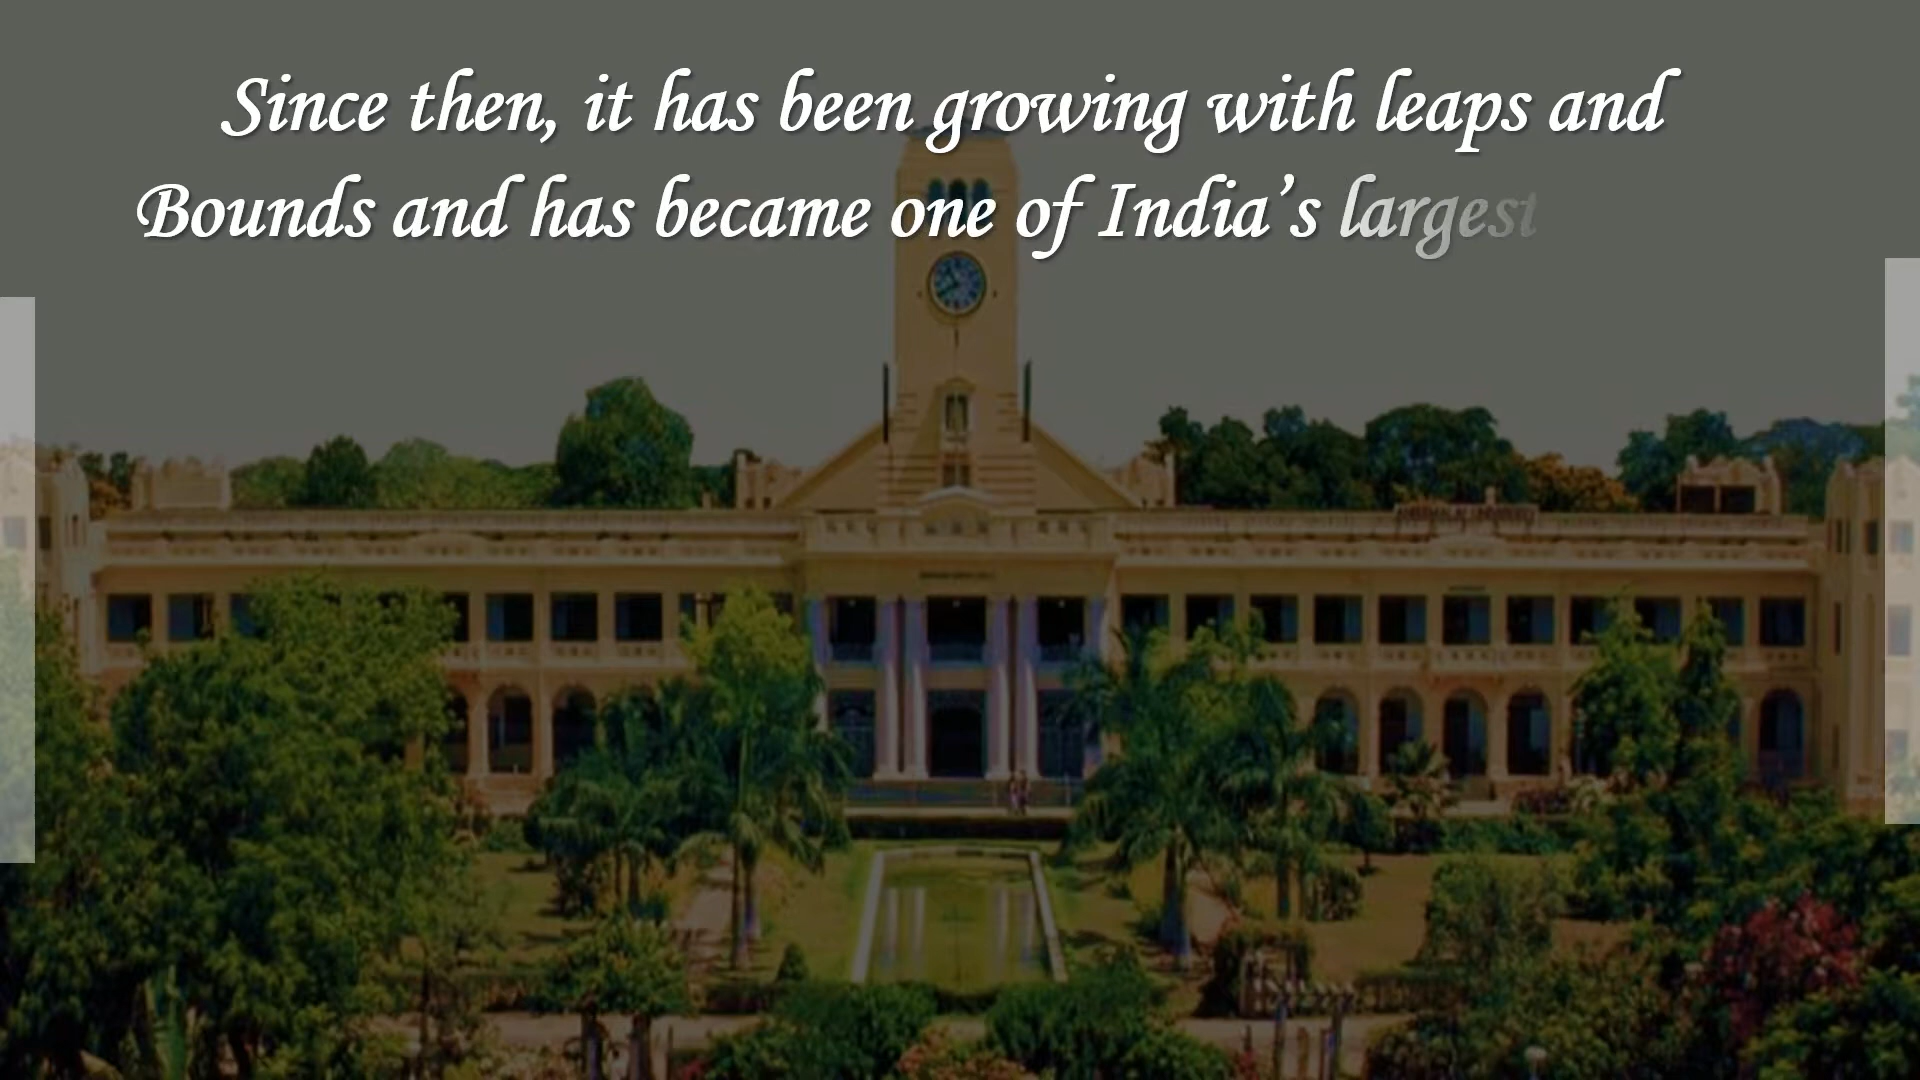 Since then, it has been growing with leaps and
Bounds and has became one of India’s largest